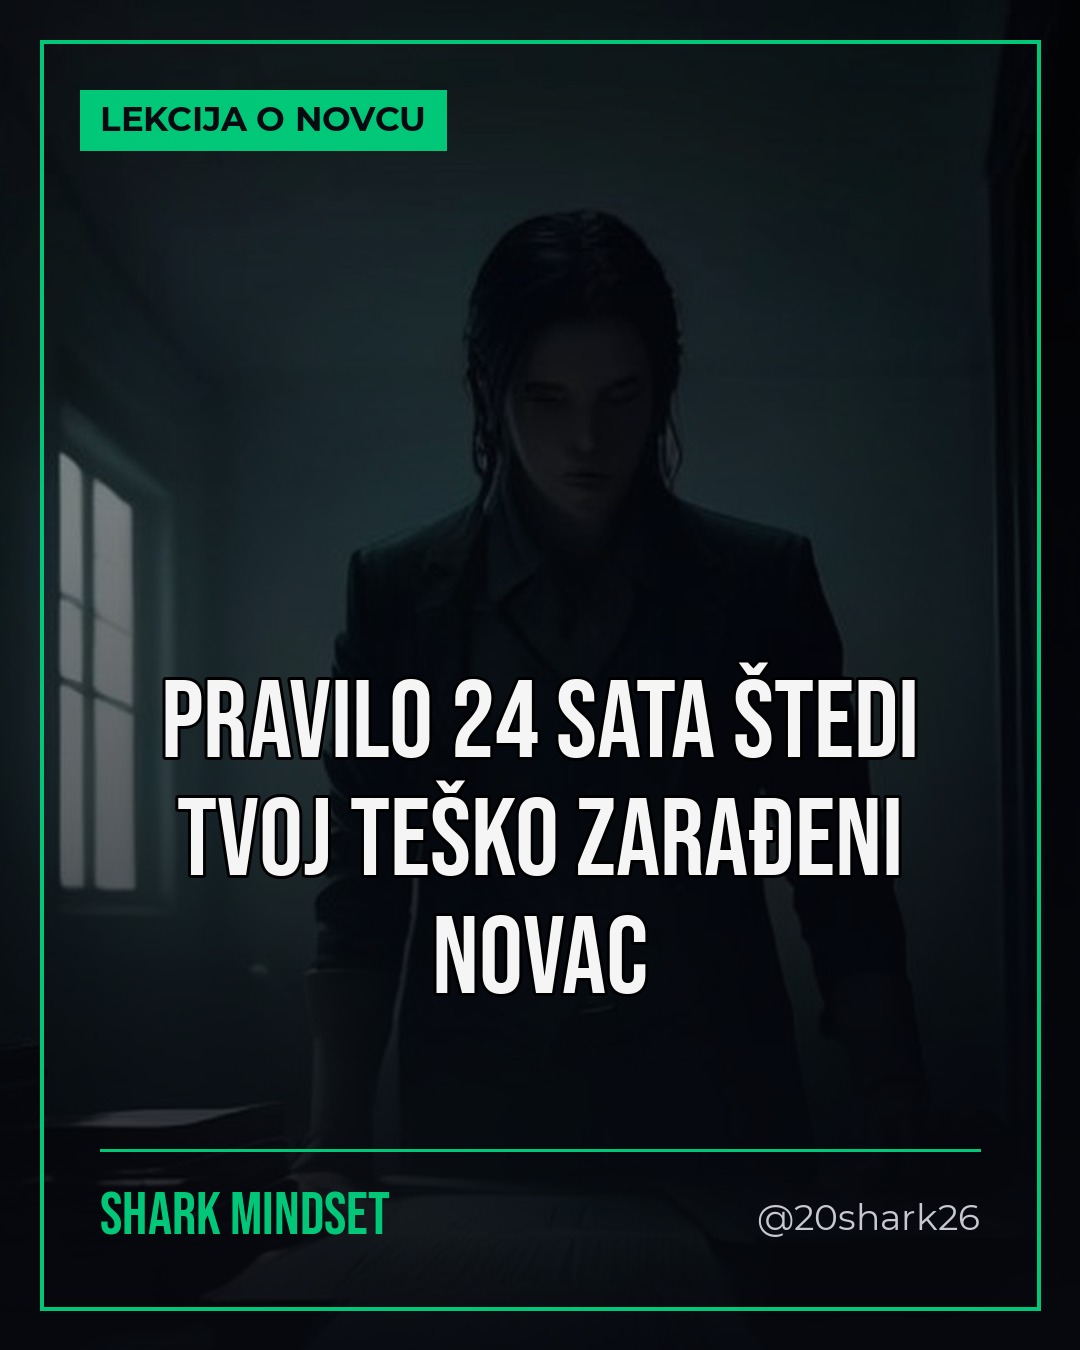 LEKCIJA O NOVCU
PRAVILO 24 SATA ŠTEDI
TVOJ TEŠKO ZARAĐENI
NOVAC
SHARK MINDSET
@20shark26